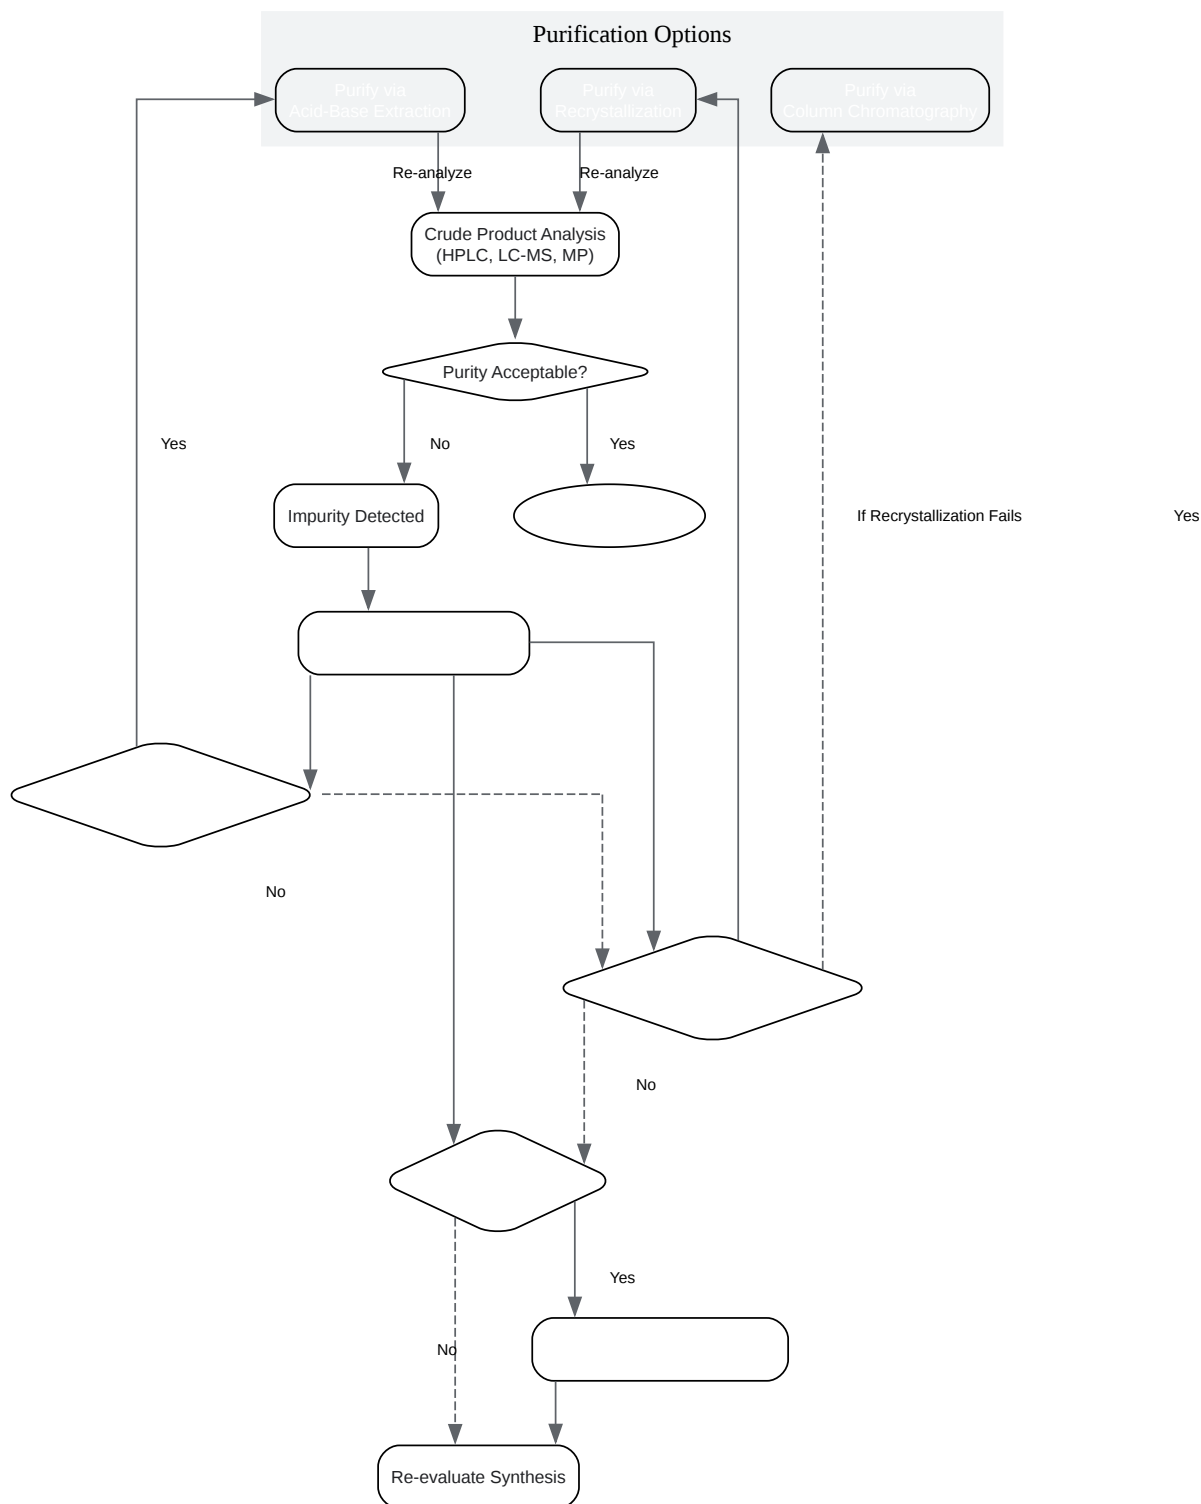 Purification Options
Purify via
Acid-Base Extraction
Purify via
Recrystallization
Purify via
Column Chromatography
Re-analyze
Re-analyze
Crude Product Analysis
(HPLC, LC-MS, MP)
Purity Acceptable?
Yes
No
Yes
Impurity Detected
If Recrystallization Fails
Yes
No
No
Yes
No
Re-evaluate Synthesis